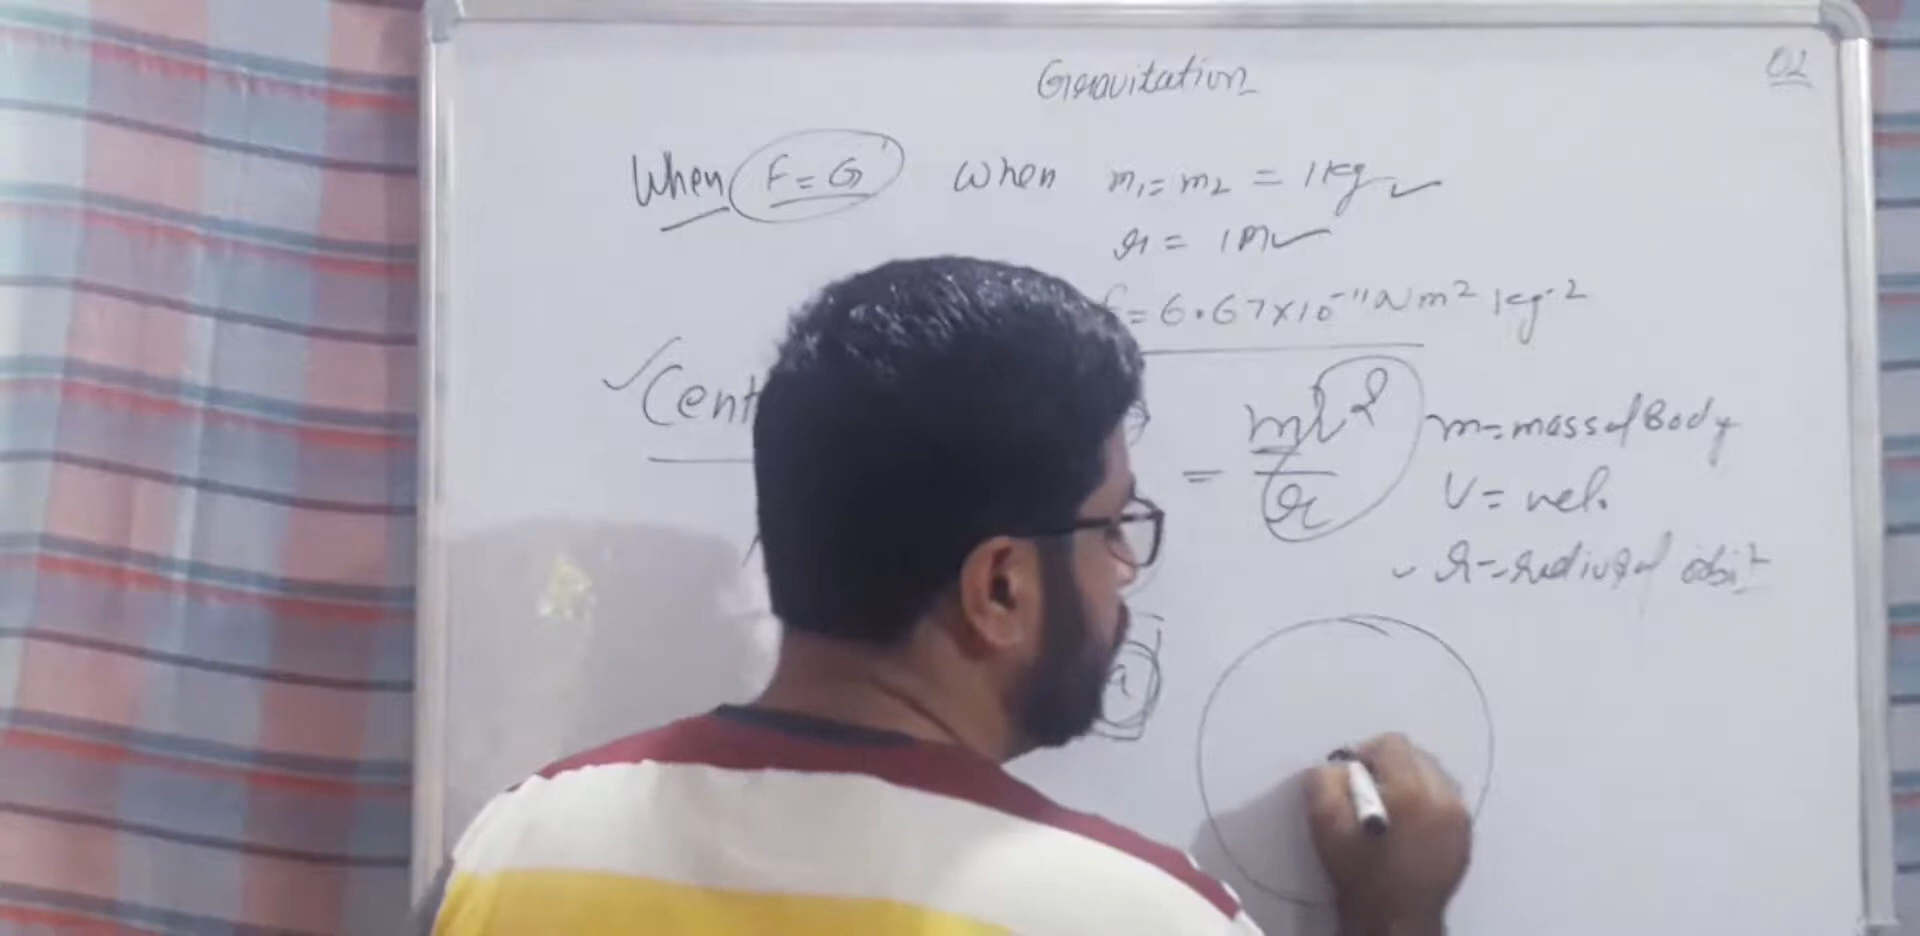 Gravitation
02
When F = G when m₁ = m₂ = 1kg
r = 1m
= 6.67×10⁻¹¹ Nm² kg⁻²
Cent
= mv²/r
m = mass of Body
V = vel.
r = radius of orbit